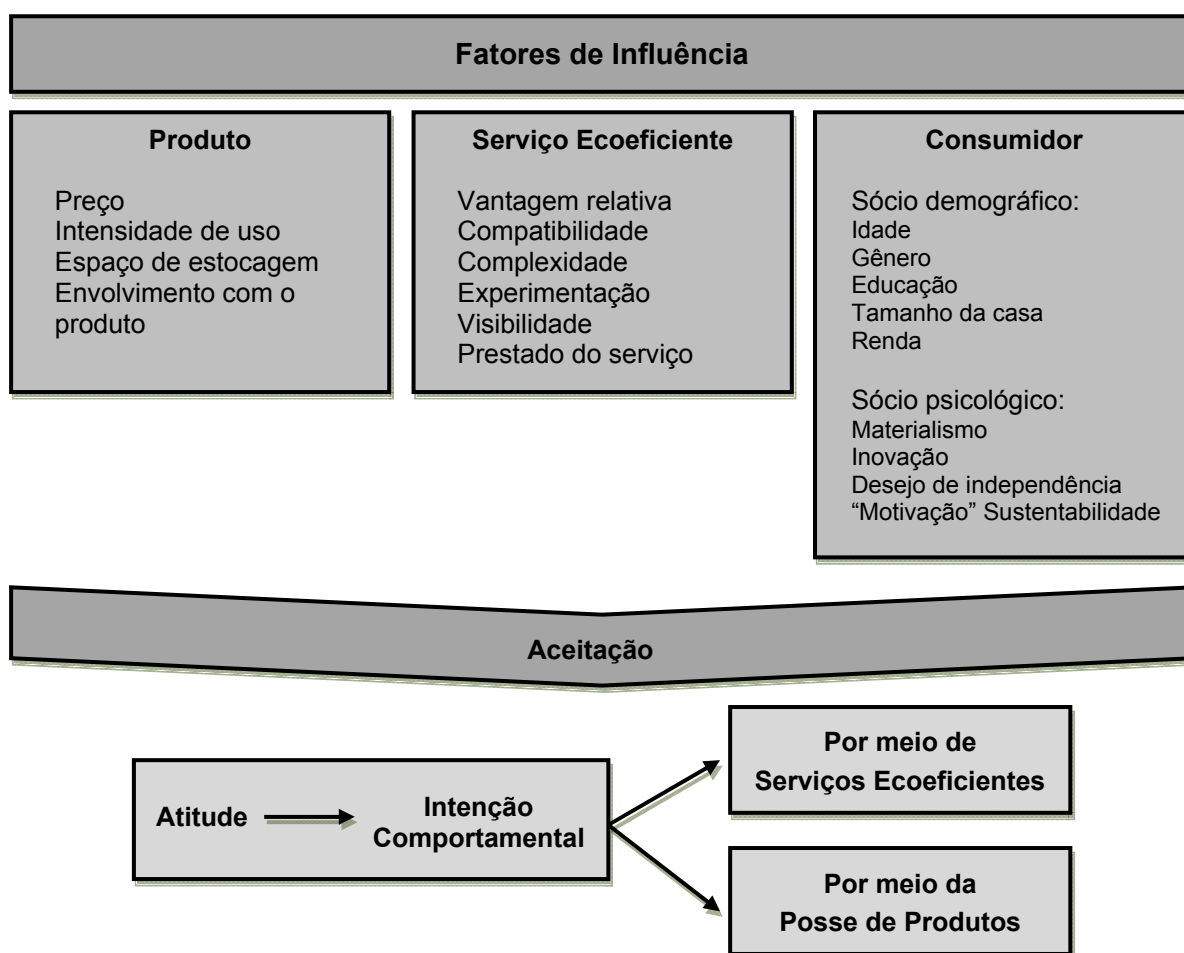 Fatores de Influência
Produto
Preço
Intensidade de uso
Espaço de estocagem
Envolvimento com o
produto
Serviço Ecoeficiente
Vantagem relativa
Compatibilidade
Complexidade
Experimentação
Visibilidade
Prestado do serviço
Consumidor
Sócio demográfico:
Idade
Gênero
Educação
Tamanho da casa
Renda
Sócio psicológico:
Materialismo
Inovação
Desejo de independência
“Motivação” Sustentabilidade
Aceitação
Atitude
Intenção
Comportamental
Por meio de
Serviços Ecoeficientes
Por meio da
Posse de Produtos